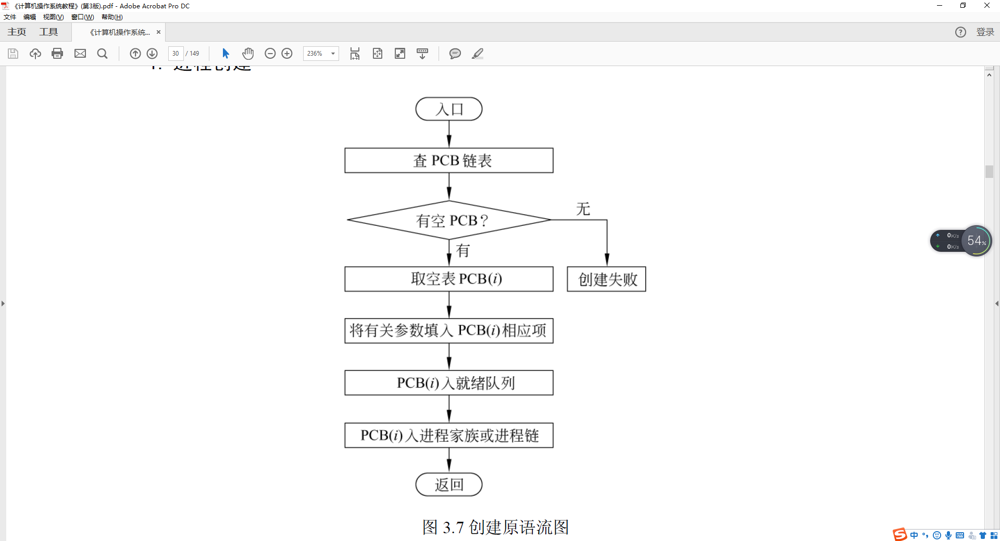 《计算机操作系统教程》(第3版).pdf - Adobe Acrobat Pro DC
文件 编辑 视图(V) 窗口(W) 帮助(H)
主页 工具 《计算机操作系统... × 登录
30 / 149 236%
1. 进程创建
入口
查 PCB 链表
有空 PCB？
无
有
取空表 PCB(i)
创建失败
将有关参数填入 PCB(i)相应项
PCB(i)入就绪队列
PCB(i)入进程家族或进程链
返回
图 3.7 创建原语流图
0K/s
0K/s
54%
中